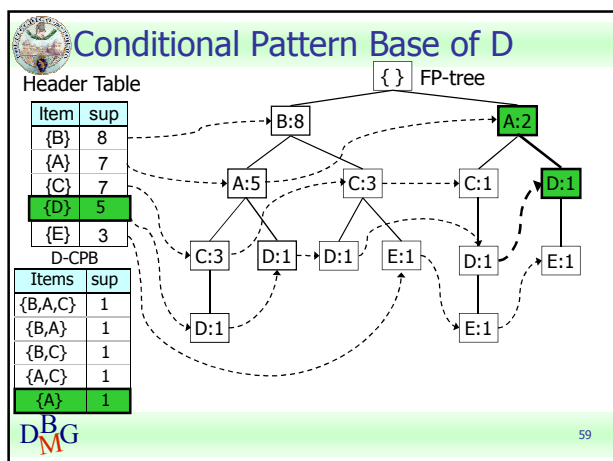 Conditional Pattern Base of D
Header Table
{ } FP-tree
Item sup
{B} 8
{A} 7
{C} 7
{D} 5
{E} 3
B:8
A:2
A:5
C:3
C:1
D:1
C:3
D:1
D:1
E:1
D:1
E:1
D:1
E:1
D-CPB
Items sup
{B,A,C} 1
{B,A} 1
{B,C} 1
{A,C} 1
{A} 1
DBMG
59